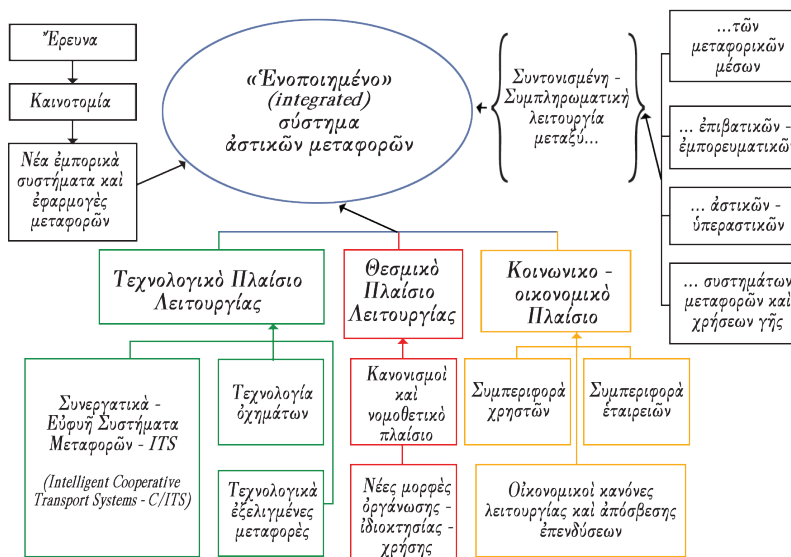 Ἔρευνα
Καινοτομία
Νέα ἐμπορικὰ
συστήματα καὶ
ἐφαρμογὲς
μεταφορῶν
«Ἑνοποιημένο»
(integrated)
σύστημα
ἀστικῶν μεταφορῶν
Συντονισμένη -
Συμπληρωματικὴ
λειτουργία
μεταξύ...
...τῶν
μεταφορικῶν
μέσων
... ἐπιβατικῶν -
ἐμπορευματικῶν
... ἀστικῶν -
ὑπεραστικῶν
... συστημάτων
μεταφορῶν καὶ
χρήσεων γῆς
Τεχνολογικὸ Πλαίσιο
Λειτουργίας
Θεσμικὸ
Πλαίσιο
Λειτουργίας
Κοινωνικο -
οικονομικὸ
Πλαίσιο
Συνεργατικὰ -
Εὐφυῆ Συστήματα
Μεταφορῶν - ITS
(Intelligent Cooperative
Transport Systems - C/ITS)
Τεχνολογία
ὀχημάτων
Τεχνολογικὰ
ἐξελιγμένες
μεταφορὲς
Κανονισμοὶ
καὶ
νομοθετικὸ
πλαίσιο
Νέες μορφὲς
ὀργάνωσης -
ἰδιοκτησίας -
χρήσης
Συμπεριφορὰ
χρηστῶν
Συμπεριφορὰ
ἑταιρειῶν
Οἰκονομικοὶ κανόνες
λειτουργίας καὶ ἀπόσβεσης
ἐπενδύσεων